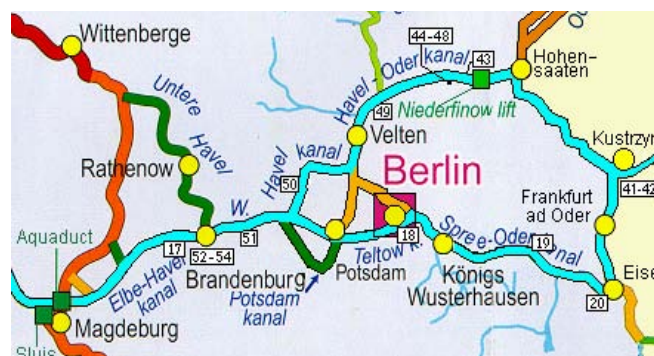 44-48
Wittenberge
Havel - Oder kanal
43
Hohen-
saaten
Untere
Havel
49
Niederfinow lift
Velten
Rathenow
Havel kanal
Berlin
Kustrzyn
50
41-42
W.
Frankfurt
ad Oder
Aquaduct
17
51
52-54
18
Spree-Oder kanal
19
Elbe-Havel
kanal
Brandenburg
Potsdam
Teltow k.
Königs
Wusterhausen
Potsdam
kanal
20
Eise
Magdeburg
Sluis